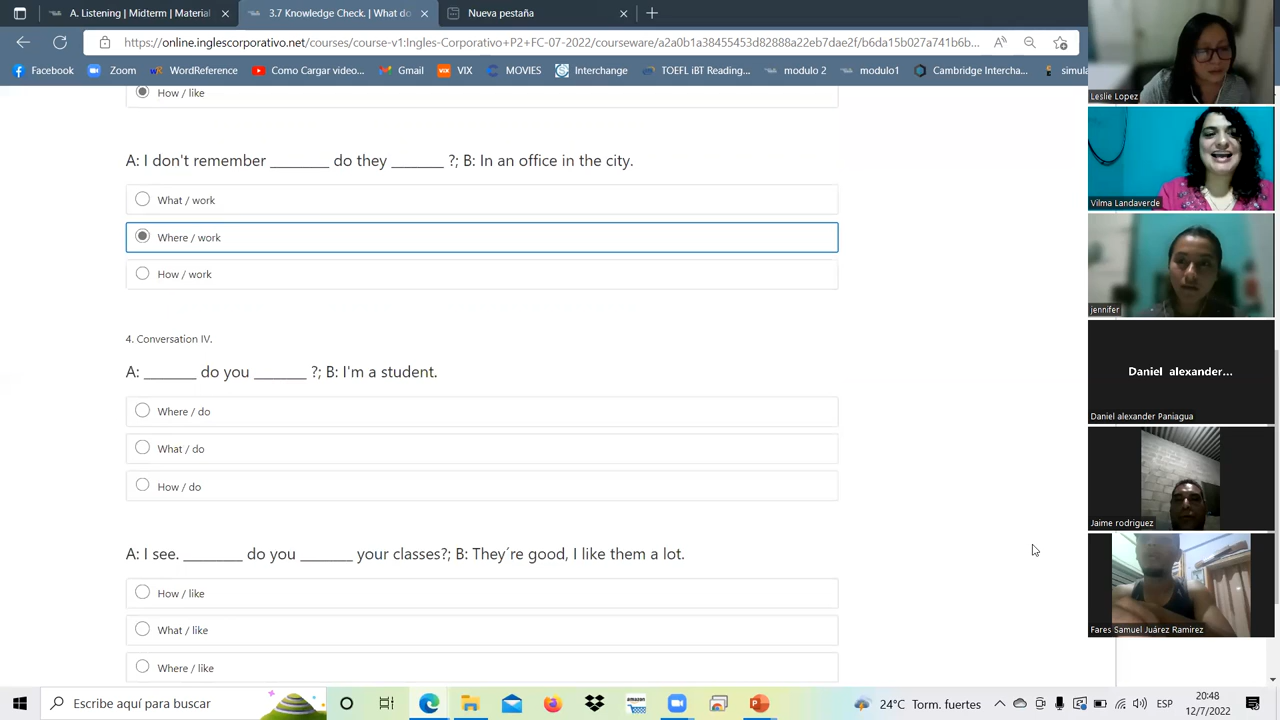 A. Listening | Midterm | Material
3.7 Knowledge Check. | What do
Nueva pestaña
https://online.inglescorporativo.net/courses/course-v1:Ingles-Corporativo+P2+FC-07-2022/courseware/a2a0b1a38455453d82888a22eb7dae2f/b6da15b027a741b6b...
Facebook Zoom WordReference Como Cargar video... Gmail VIX MOVIES Interchange TOEFL iBT Reading... modulo 2 modulo1 Cambridge Intercha... simula
How / like
A: I don't remember ________ do they _______ ?; B: In an office in the city.
What / work
Where / work
How / work
4. Conversation IV.
A: _______ do you _______ ?; B: I'm a student.
Where / do
What / do
How / do
A: I see. ________ do you _______ your classes?; B: They´re good, I like them a lot.
How / like
What / like
Where / like
Leslie Lopez
Vilma Landaverde
jennifer
Daniel alexander...
Daniel alexander Paniagua
Jaime rodriguez
Fares Samuel Juárez Ramirez
Escribe aquí para buscar
amazon
24°C Torm. fuertes
ESP
20:48
12/7/2022